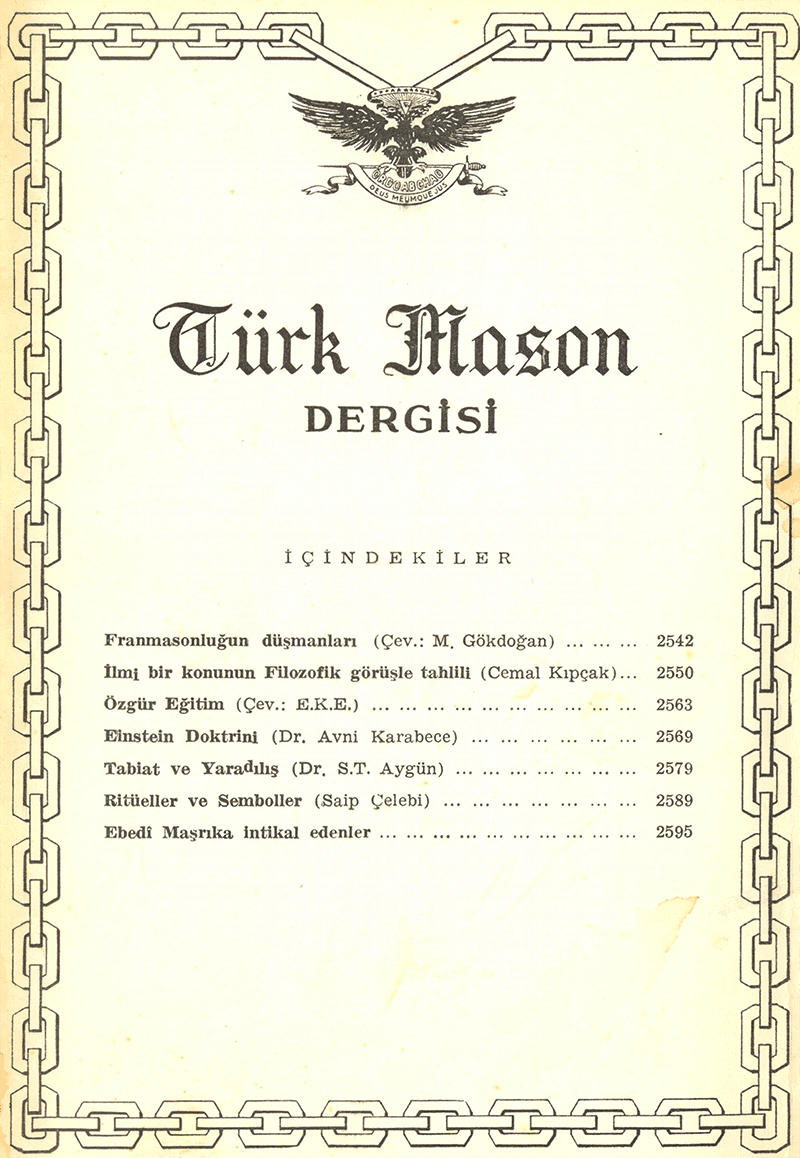 ORDO AB CHAO
DEUS MEUMQUE JUS
Türk Mason
DERGİSİ
İÇİNDEKİLER
Franmasonluğun düşmanları (Çev.: M. Gökdoğan) ... ... ... 2542
İlmi bir konunun Filozofik görüşle tahlili (Cemal Kıpçak)... 2550
Özgür Eğitim (Çev.: E.K.E.) ... ... ... ... ... ... ... ... ... ... 2563
Einstein Doktrini (Dr. Avni Karabece) ... ... ... ... ... ... 2569
Tabiat ve Yaradılış (Dr. S.T. Aygün) ... ... ... ... ... ... ... 2579
Ritüeller ve Semboller (Saip Çelebi) ... ... ... ... ... ... ... 2589
Ebedî Maşrıka intikal edenler ... ... ... ... ... ... ... ... ... ... 2595